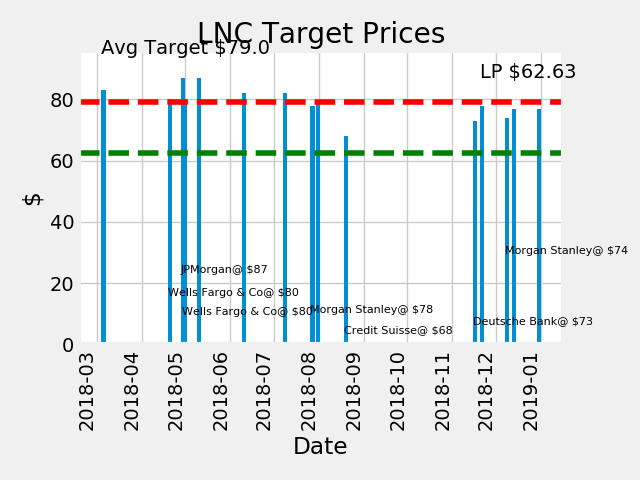 LNC Target Prices
Avg Target $79.0
LP $62.63
$
80
60
40
20
0
Morgan Stanley@ $74
JPMorgan@ $87
Wells Fargo & Co@ $80
Wells Fargo & Co@ $80
Morgan Stanley@ $78
Deutsche Bank@ $73
Credit Suisse@ $68
2018-03
2018-04
2018-05
2018-06
2018-07
2018-08
2018-09
2018-10
2018-11
2018-12
2019-01
Date